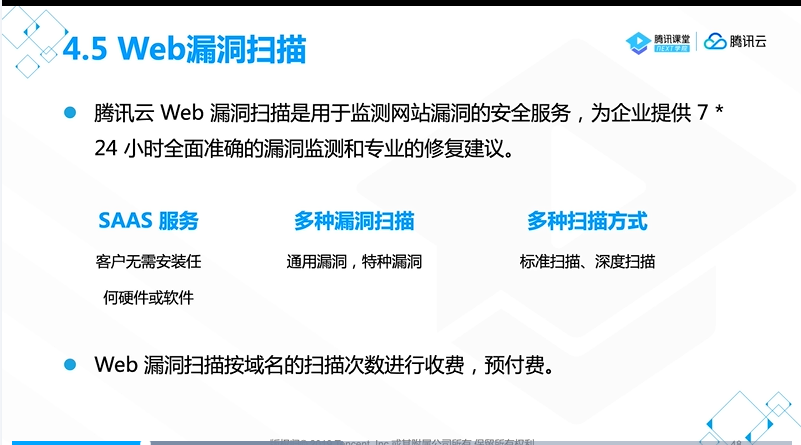 4.5 Web漏洞扫描
腾讯课堂
NEXT学院
腾讯云
腾讯云 Web 漏洞扫描是用于监测网站漏洞的安全服务，为企业提供 7 *
24 小时全面准确的漏洞监测和专业的修复建议。
SAAS 服务
多种漏洞扫描
多种扫描方式
客户无需安装任
何硬件或软件
通用漏洞，特种漏洞
标准扫描、深度扫描
Web 漏洞扫描按域名的扫描次数进行收费，预付费。